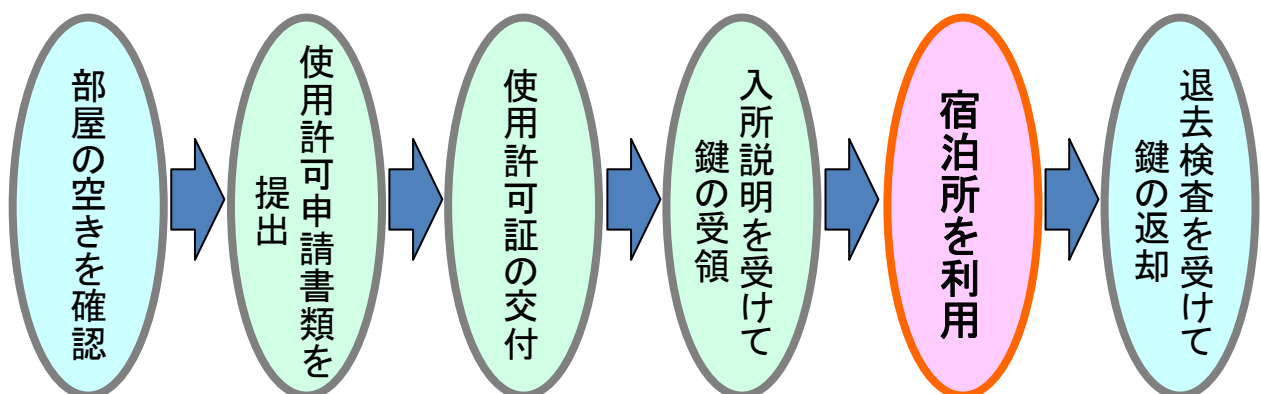 部屋の空きを確認
使用許可申請書類を
提出
使用許可証の交付
入所説明を受けて
鍵の受領
宿泊所を利用
退去検査を受けて
鍵の返却